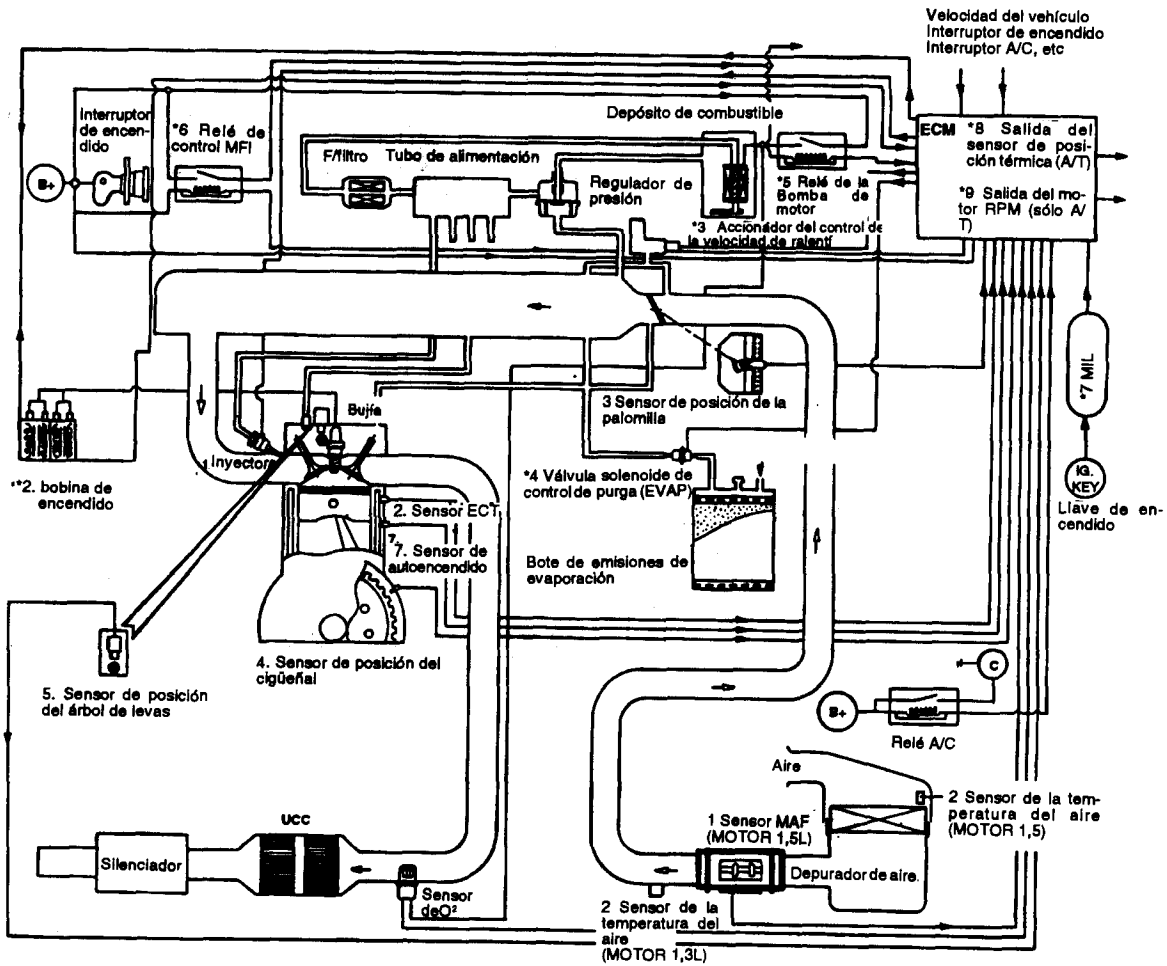 Velocidad del vehículo
Interruptor de encendido
Interruptor A/C, etc
Depósito de combustible
Interruptor
de encen-
dido
*6 Relé de
control MFI
F/filtro
Tubo de alimentación
Regulador de
presión
*5 Relé de la
Bomba de
motor
ECM
*8 Salida del
sensor de posi-
ción térmica (A/T)
*9 Salida del mo-
tor RPM (sólo A/
T)
B+
*3 Accionador del control de
la velocidad de ralentí
*7 MIL
3 Sensor de posición de la
palomilla
Bujía
1 Inyector
**2. bobina de
encendido
*4 Válvula solenoide de
control de purga (EVAP)
IG.
KEY
Llave de en-
cendido
2. Sensor ECT
7.
7. Sensor de
autoencendido
Bote de emisiones de
evaporación
4. Sensor de posición del
cigüeñal
5. Sensor de posición
del árbol de levas
C
B+
Relé A/C
Aire
2 Sensor de la tem-
peratura del aire
(MOTOR 1,5)
1 Sensor MAF
(MOTOR 1,5L)
UCC
Silenciador
Depurador de aire.
Sensor
deO²
2 Sensor de la
temperatura del
aire
(MOTOR 1,3L)